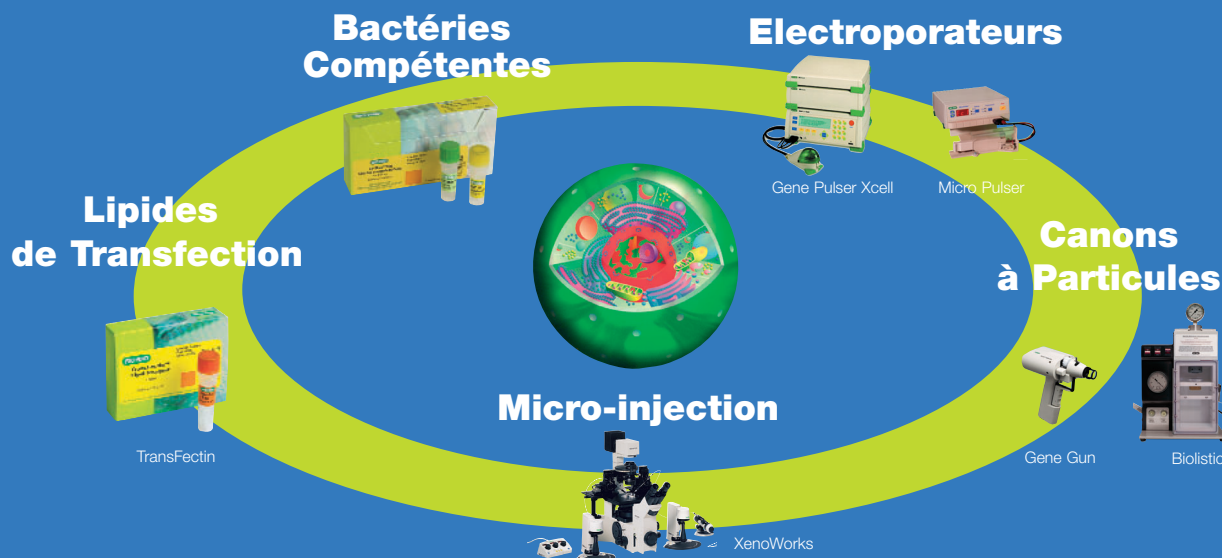 Bactéries
Compétentes
Electroporateurs
Gene Pulser Xcell
Micro Pulser
Lipides
de Transfection
Canons
à Particules
TransFectin
Micro-injection
Gene Gun
Biolistic
XenoWorks